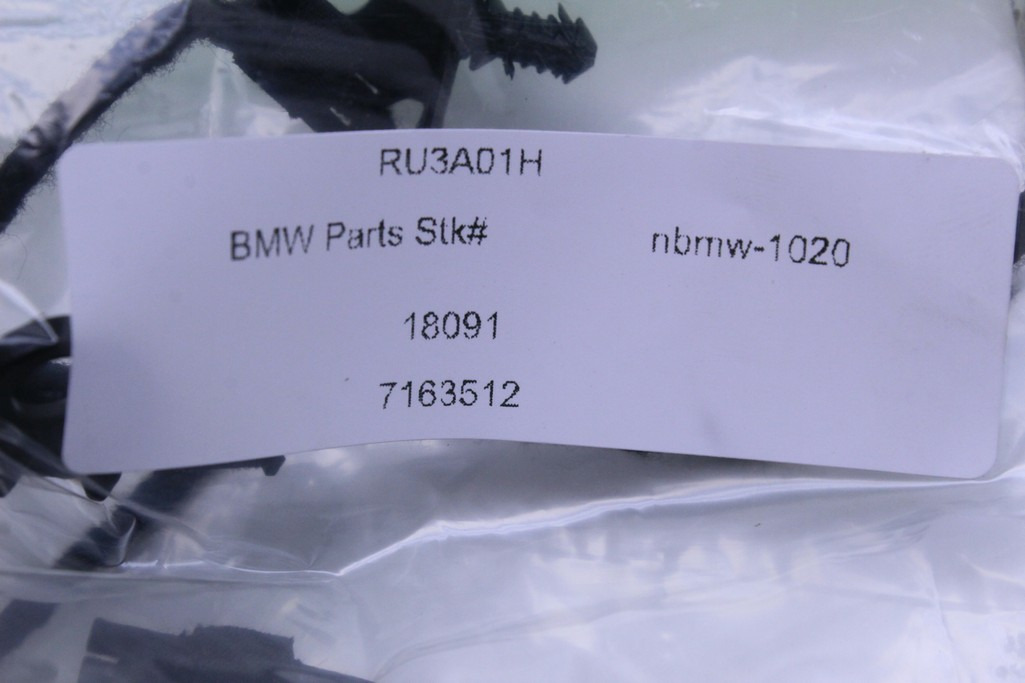 RU3A01H
BMW Parts Stk# nbmw-1020
18091
7163512